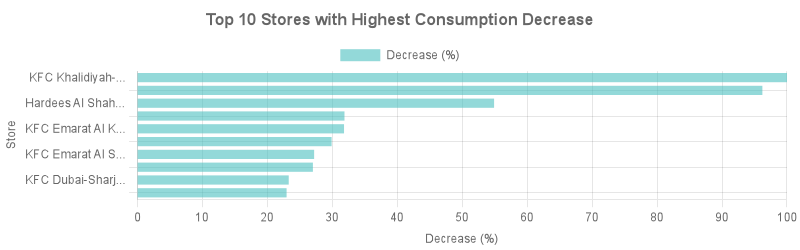 Top 10 Stores with Highest Consumption Decrease
Decrease (%)
KFC Khalidiyah-...
Hardees Al Shah...
KFC Emarat Al K...
KFC Emarat Al S...
KFC Dubai-Sharj...
Store
0 10 20 30 40 50 60 70 80 90 100
Decrease (%)